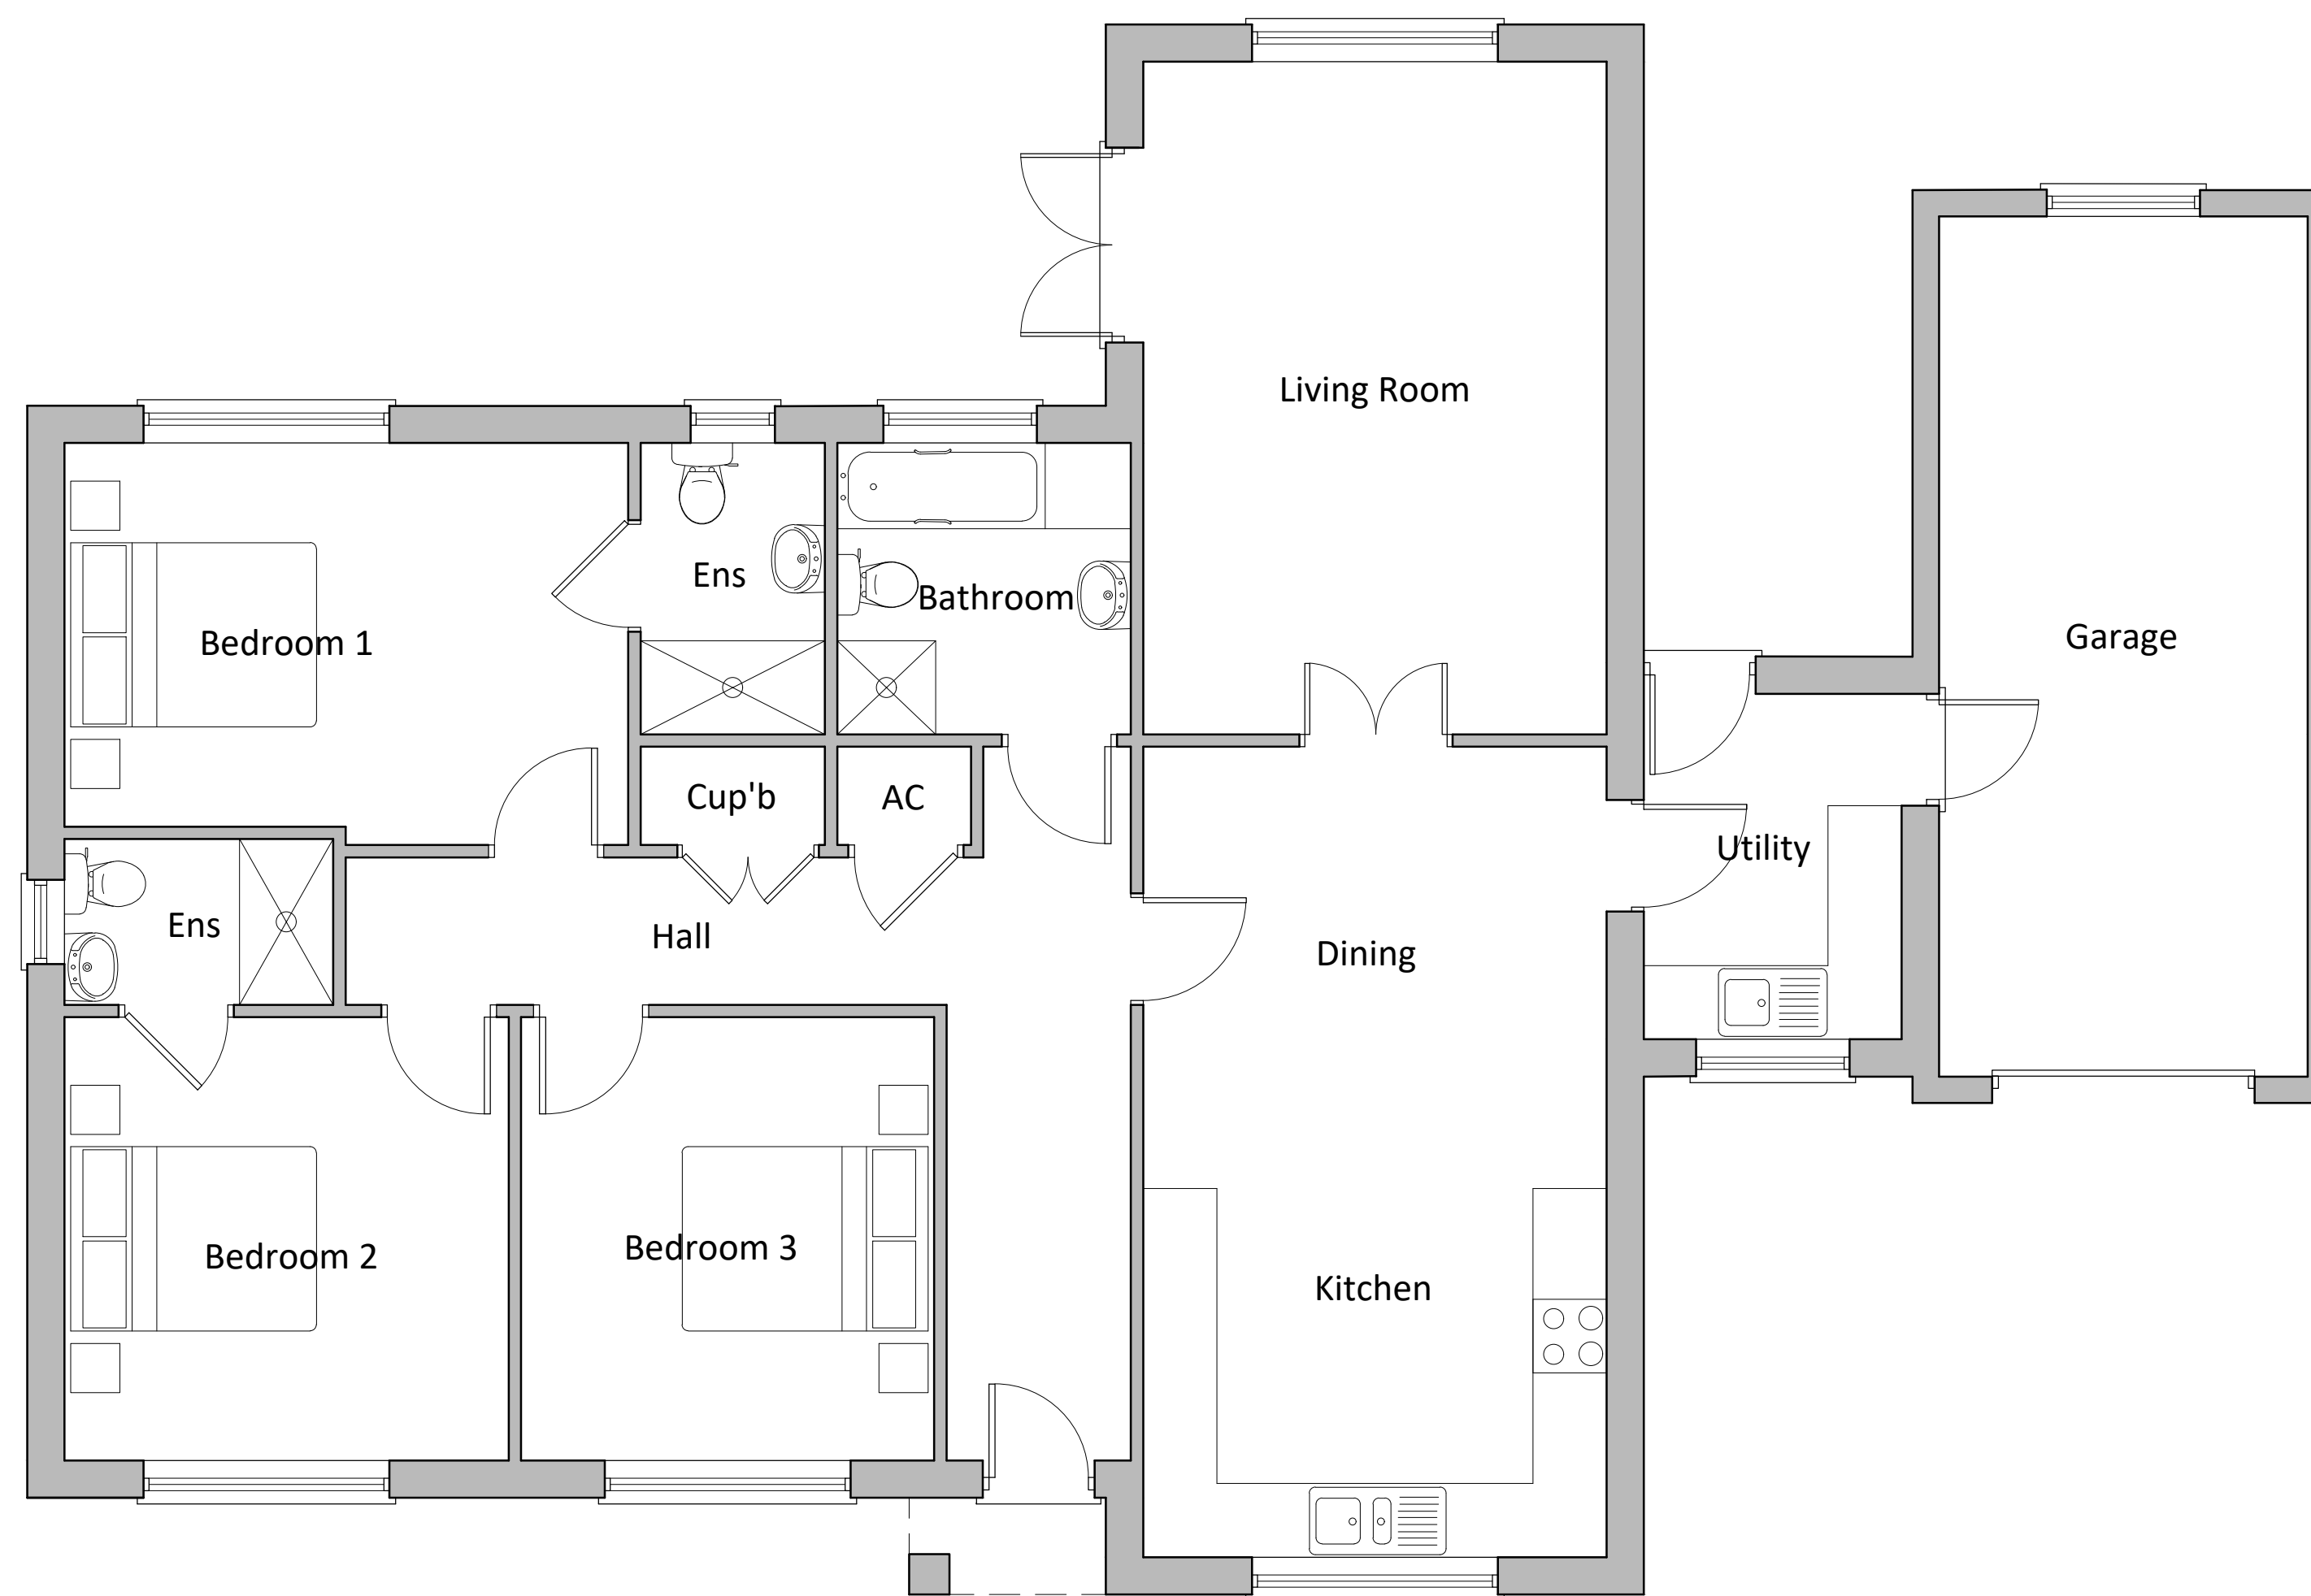 Living Room
Ens
Bathroom
Bedroom 1
Garage
Cup'b
AC
Utility
Ens
Hall
Dining
Bedroom 2
Bedroom 3
Kitchen